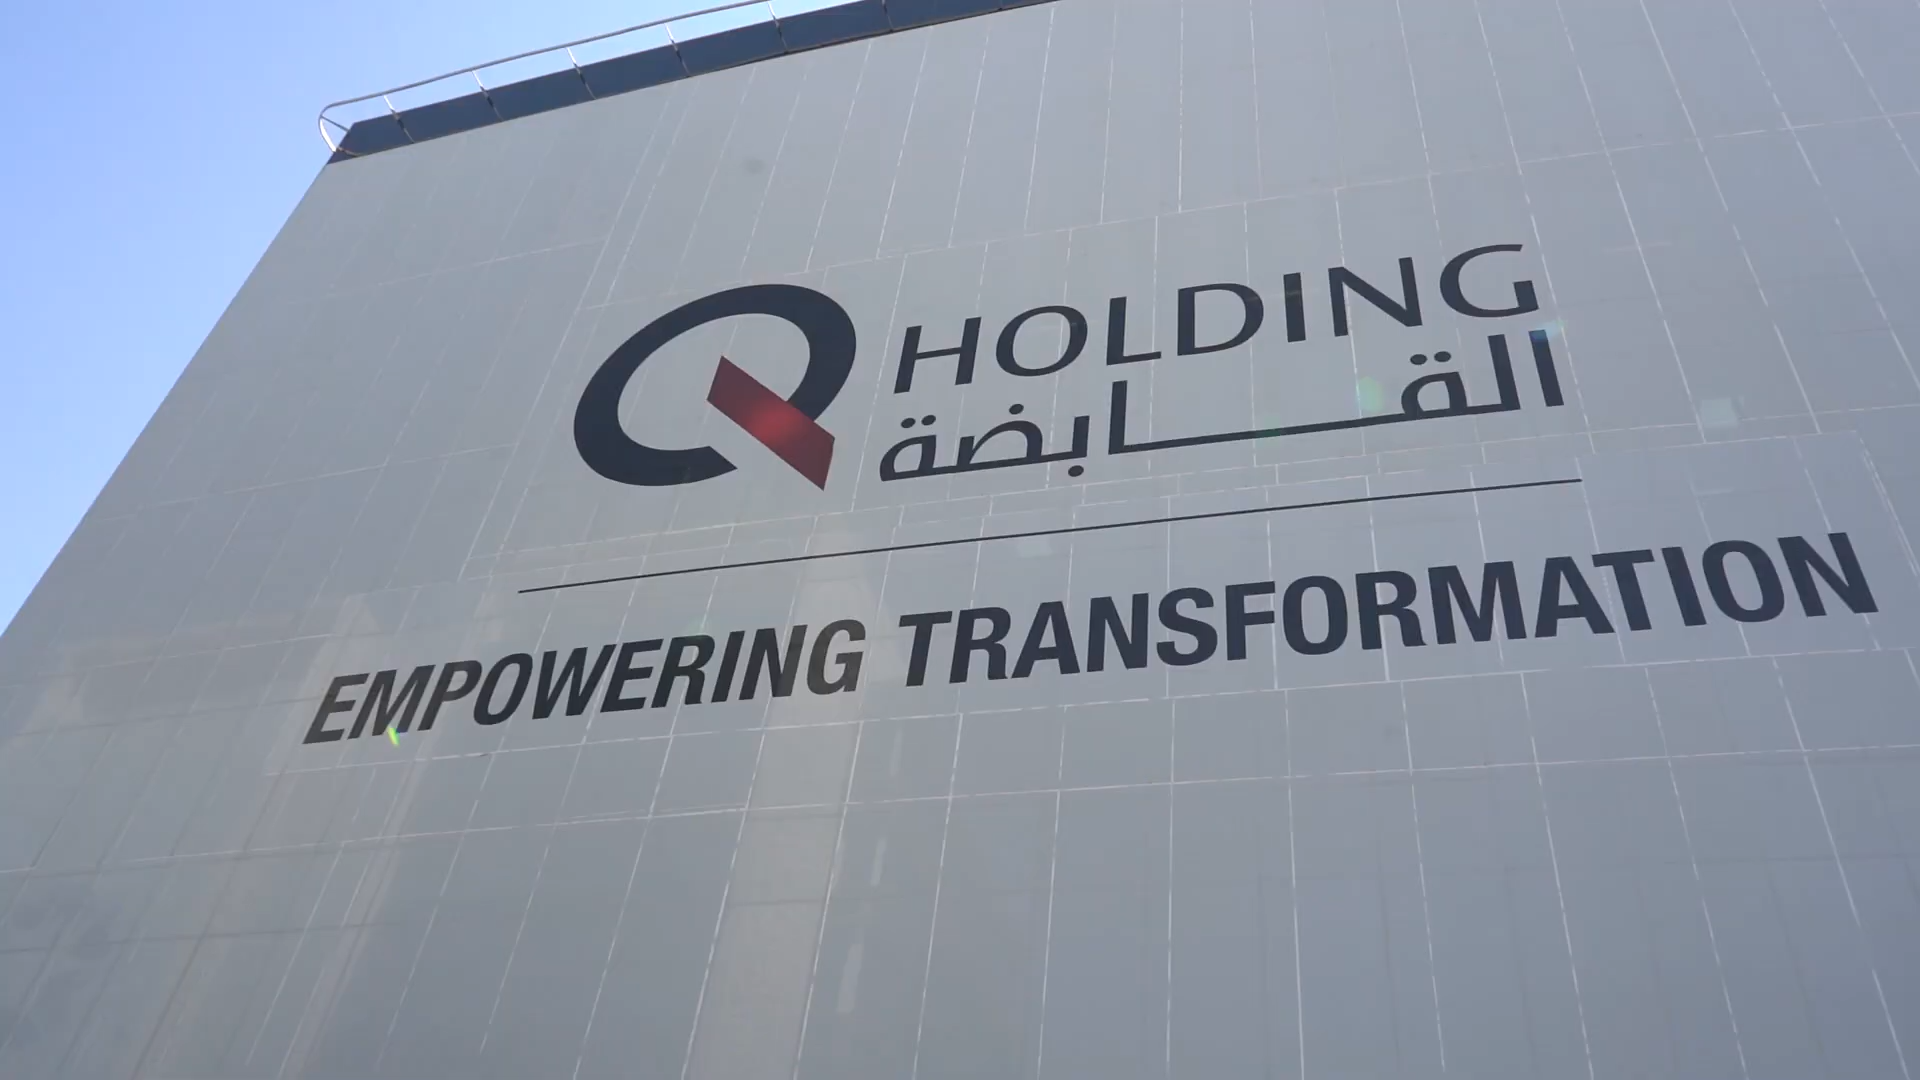 Q HOLDING
القابضة
EMPOWERING TRANSFORMATION